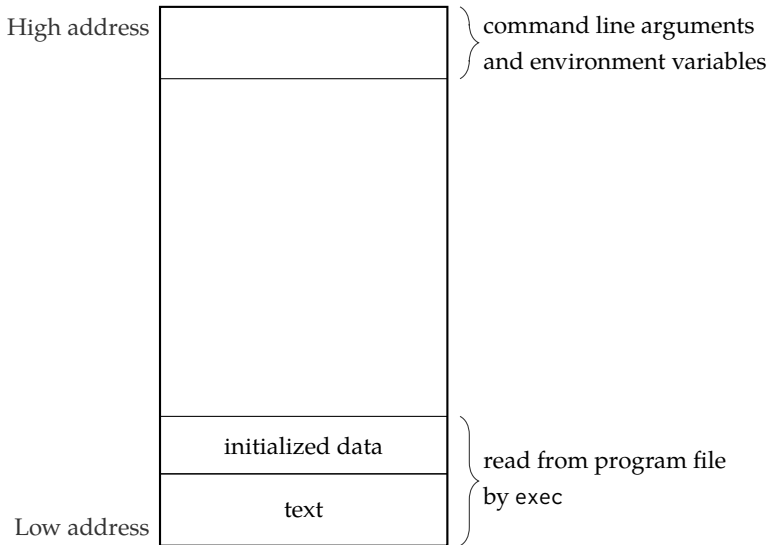 High address
command line arguments
and environment variables
initialized data
read from program file
by exec
text
Low address